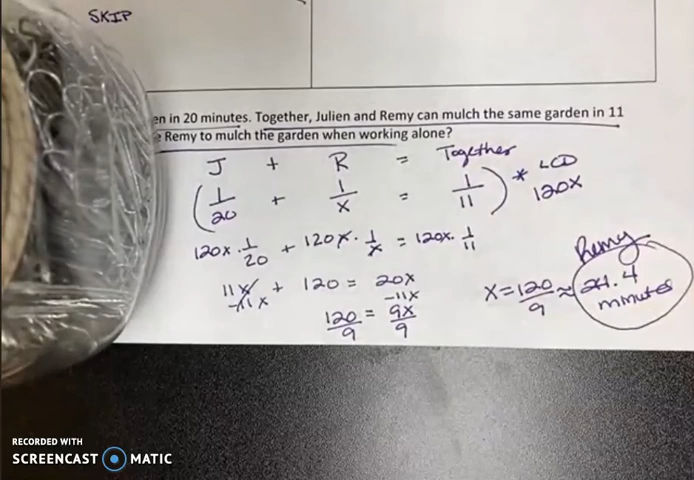 SKIP
en in 20 minutes. Together, Julien and Remy can mulch the same garden in 11
e Remy to mulch the garden when working alone?
J + R = Together
(1/20 + 1/x = 1/11) * LCD 120x
120x · 1/20 + 120x · 1/x = 120x · 1/11
11x + 120 = 20x
-11x -11x
120/9 = 9x/9
x = 120/9 ≈ 24.4 minutes
Remy
RECORDED WITH
SCREENCAST MATIC